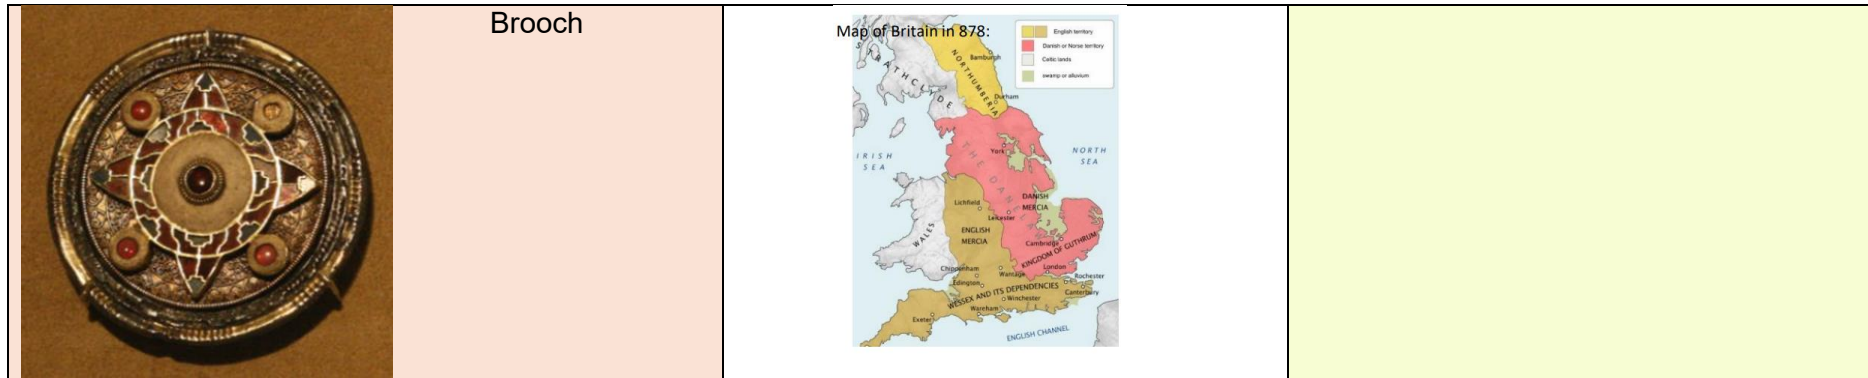 Brooch
Map of Britain in 878:
English territory
Danish or Norse territory
Celtic lands
swamp or alluvium
STRATHCLYDE
NORTHUMBERIA
Bamburgh
Durham
IRISH
SEA
NORTH
SEA
York
THE DANELAW
DANISH
MERCIA
Lichfield
Leicester
WALES
ENGLISH
MERCIA
Cambridge
KINGDOM OF GUTHRUM
Chippenham
Wantage
London
Rochester
Edington
Canterbury
WESSEX AND ITS DEPENDENCIES
Winchester
Wareham
Exeter
ENGLISH CHANNEL